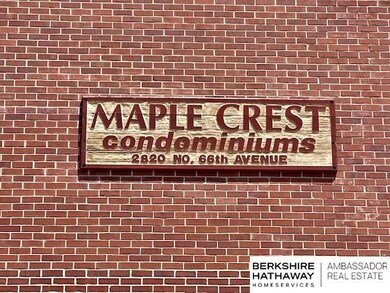 MAPLE CREST
condominiums
2820 NO. 66th AVENUE
BERKSHIRE HATHAWAY HOMESERVICES
AMBASSADOR REAL ESTATE